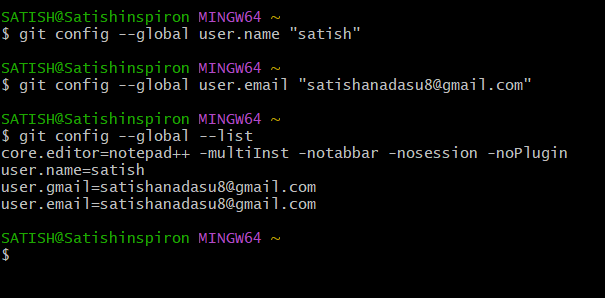 SATISH@Satishinspiron MINGW64 ~
$ git config --global user.name "satish"
SATISH@Satishinspiron MINGW64 ~
$ git config --global user.email "satishanadasu8@gmail.com"
SATISH@Satishinspiron MINGW64 ~
$ git config --global --list
core.editor=notepad++ -multiInst -notabbar -nosession -noPlugin
user.name=satish
user.gmail=satishanadasu8@gmail.com
user.email=satishanadasu8@gmail.com
SATISH@Satishinspiron MINGW64 ~
$